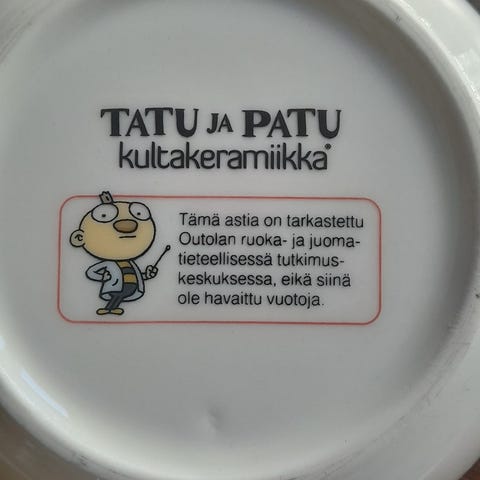 TATU JA PATU
kultakeramiikka®
Tämä astia on tarkastettu
Outolan ruoka- ja juoma-
tieteellisessä tutkimus-
keskuksessa, eikä siinä
ole havaittu vuotoja.